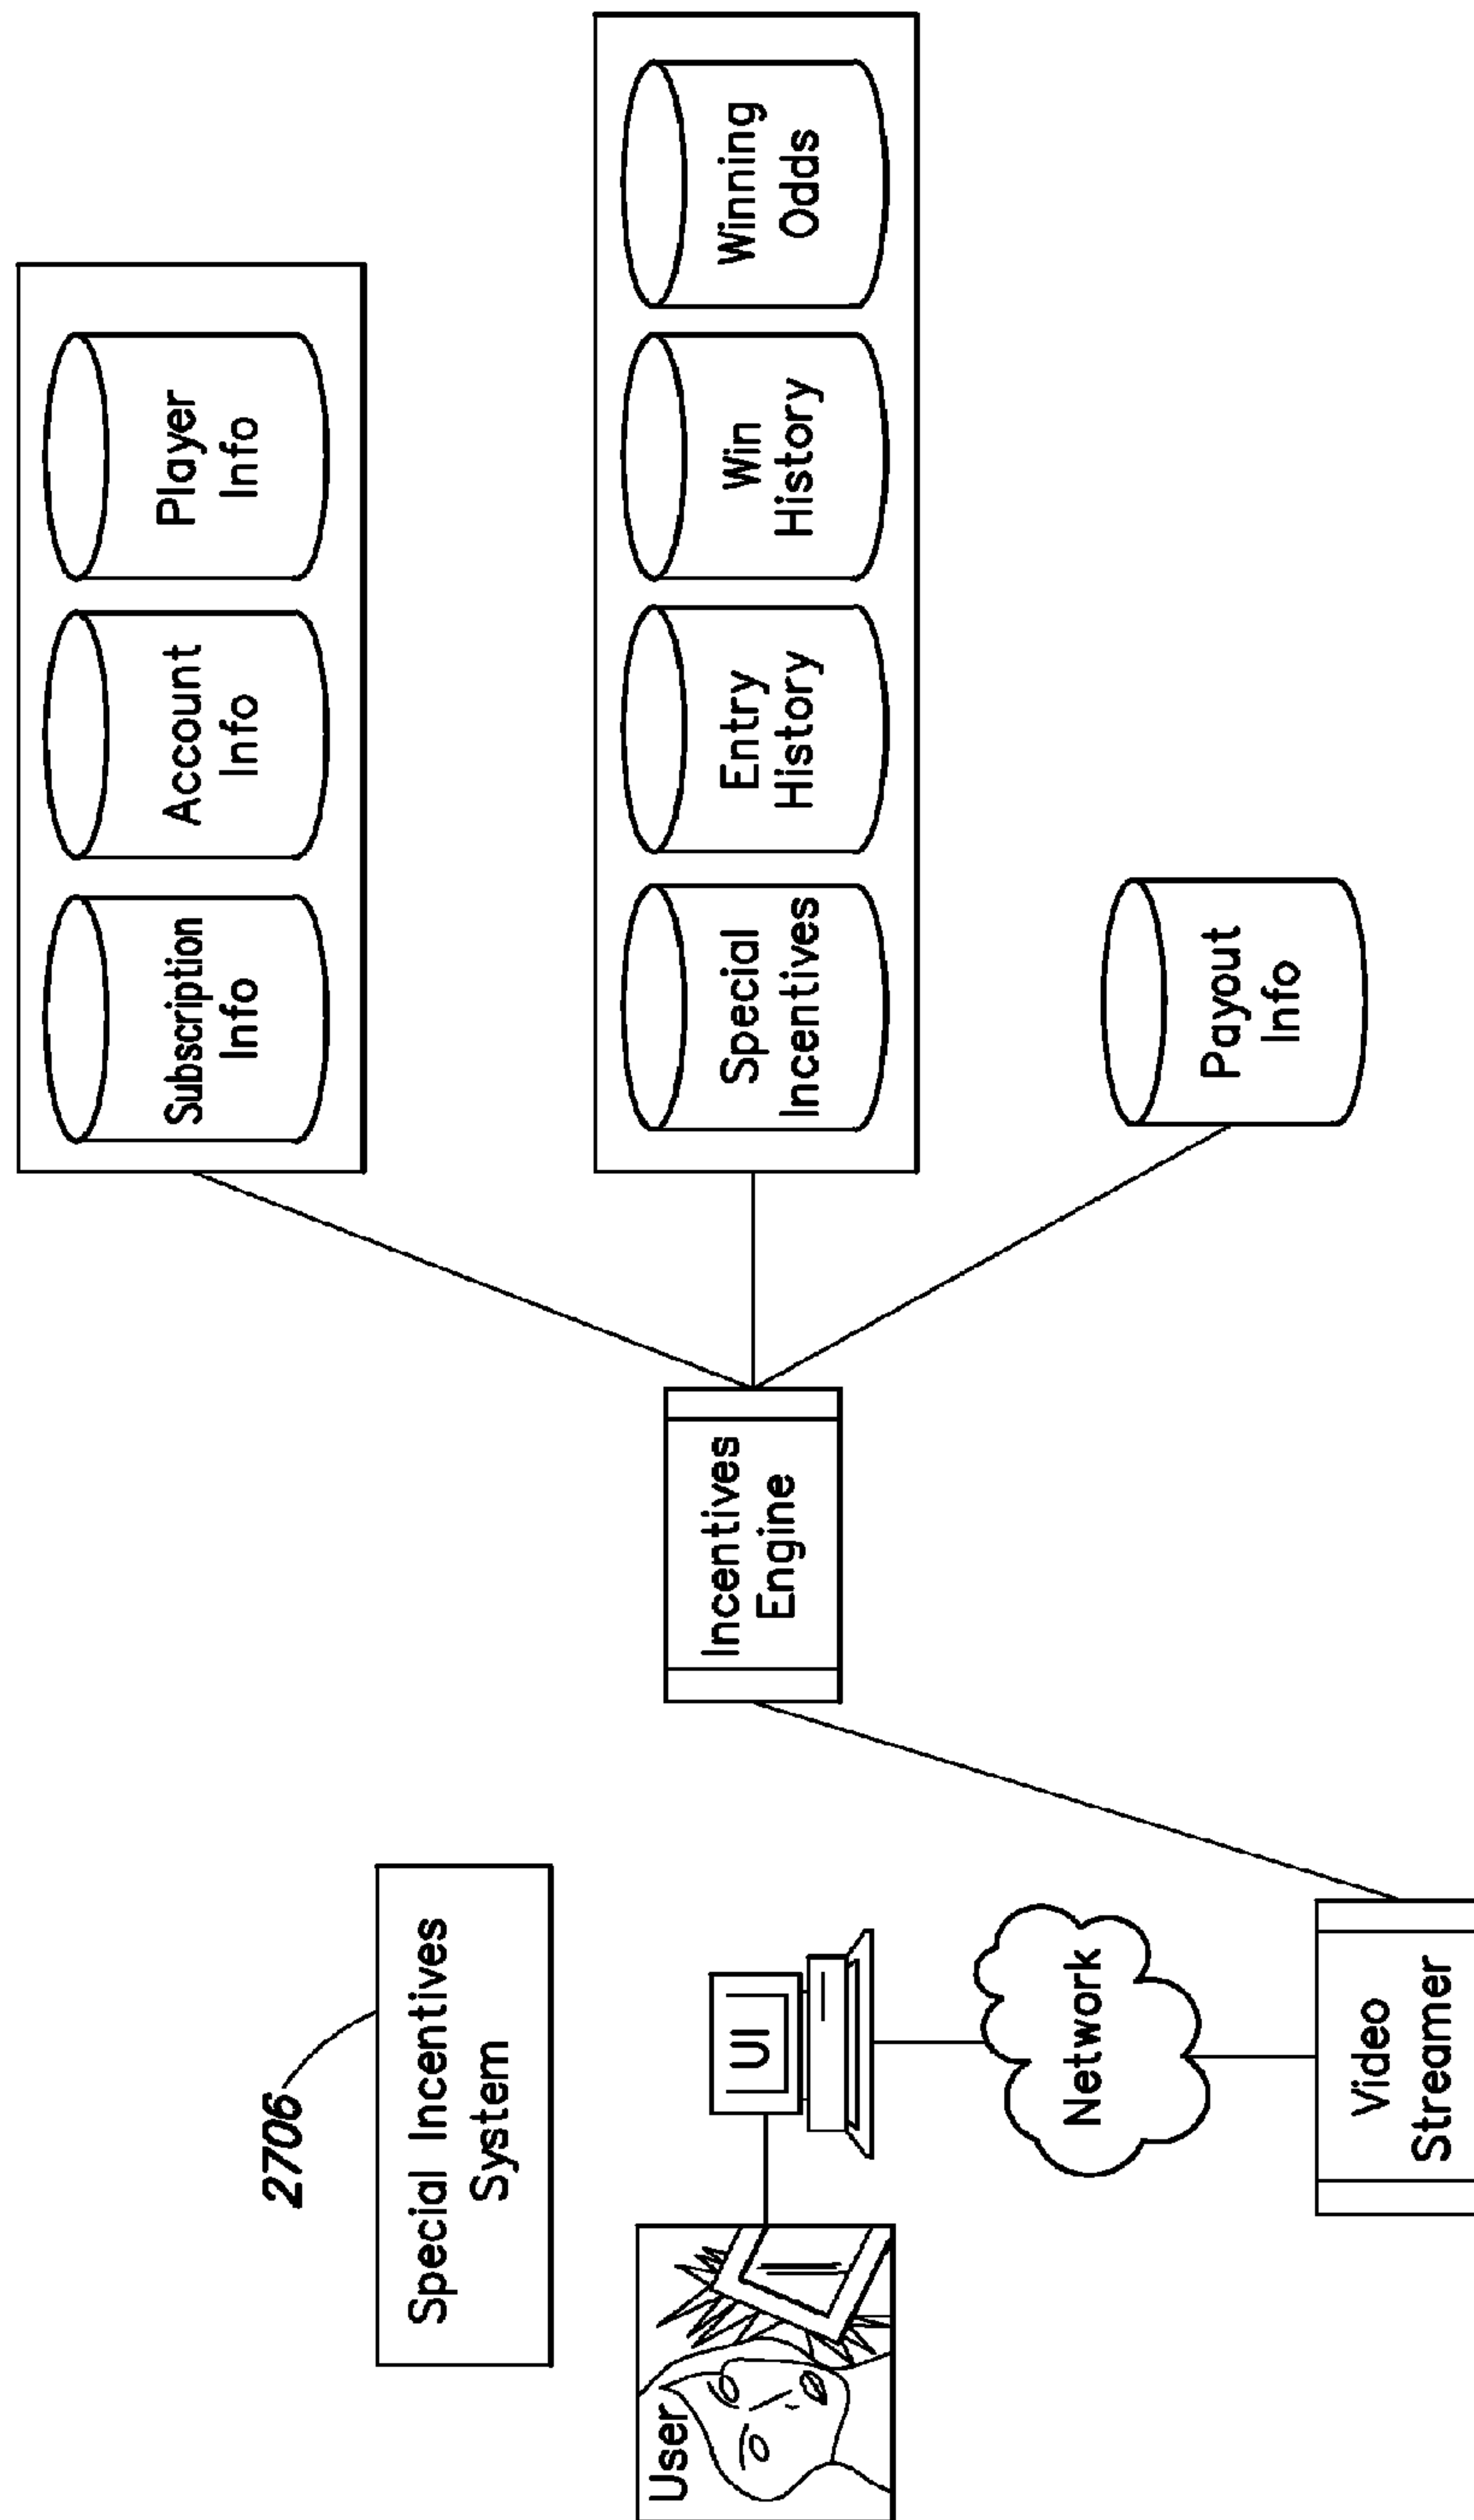 2706
Special Incentives
System
User
UI
Network
Video
Streamer
Incentives
Engine
Subscription
Info
Account
Info
Player
Info
Special
Incentives
Entry
History
Win
History
Winning
Odds
Payout
Info